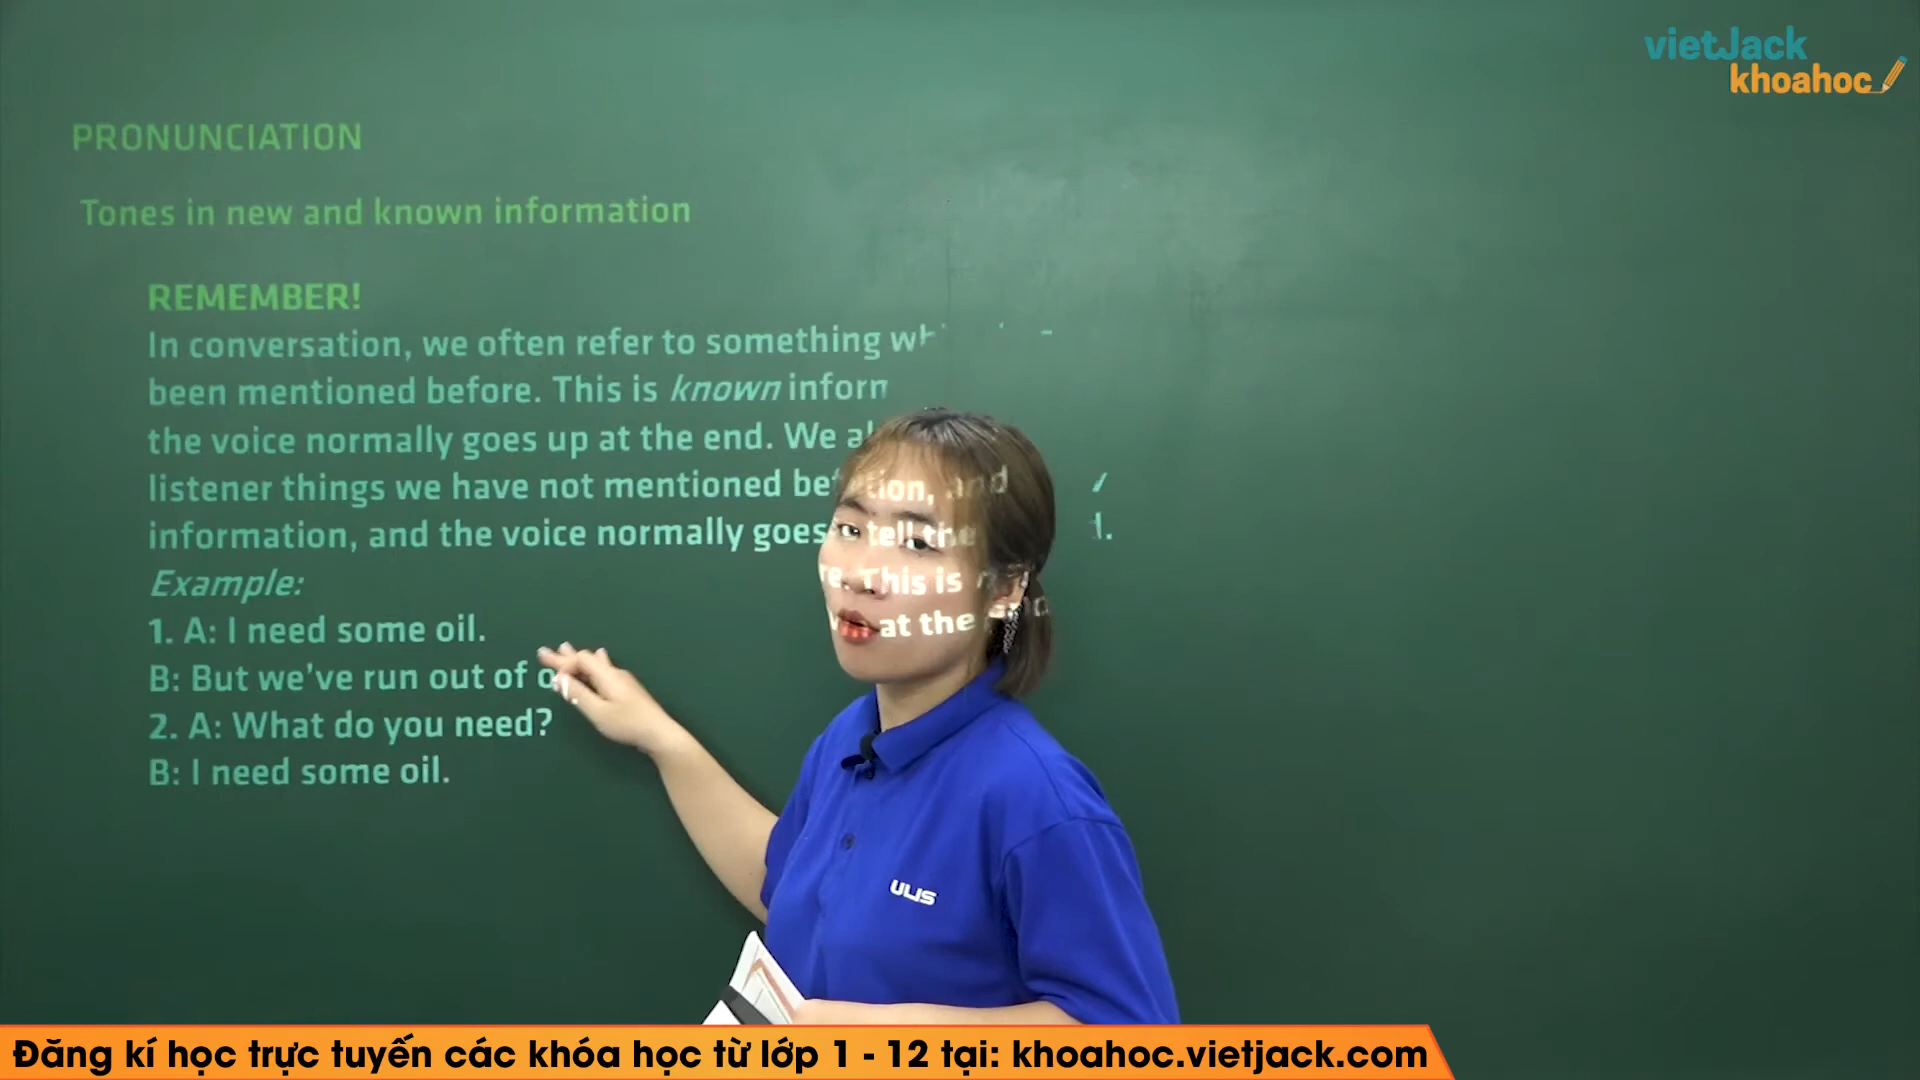 vietJack
khoahoc
PRONUNCIATION
Tones in new and known information
REMEMBER!
In conversation, we often refer to something
been mentioned before. This is known
the voice normally goes up at the end. We
listener things we have not mentioned
information, and the voice normally goes
tion, and
tell the
This is
at the
Example:
1. A: I need some oil.
B: But we've run out of
2. A: What do you need?
B: I need some oil.
ULIS
Đăng kí học trực tuyến các khóa học từ lớp 1 - 12 tại: khoahoc.vietjack.com